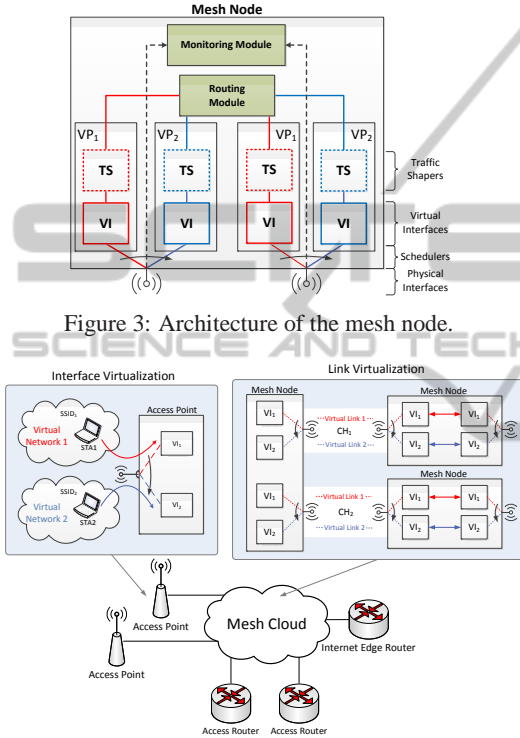 Mesh Node
Monitoring Module
Routing
Module
VP1
VP2
VP1
VP2
TS
TS
TS
TS
Traffic
Shapers
VI
VI
VI
VI
Virtual
Interfaces
Schedulers
Physical
Interfaces
Figure 3: Architecture of the mesh node.
SCIENCE AND TECH
Interface Virtualization
SSID1
Virtual
Network 1
STA1
Access Point
VI1
SSID2
Virtual
Network 2
STA2
VI2
Link Virtualization
Mesh Node
Mesh Node
VI1
VI2
Virtual Link 1
CH1
Virtual Link 2
VI1
VI1
VI2
VI2
Mesh Node
VI1
VI2
Virtual Link 1
CH2
Virtual Link 2
VI1
VI1
VI2
VI2
Access Point
Access Point
Mesh Cloud
Internet Edge Router
Access Router
Access Router